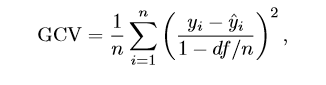 GCV = \frac{1}{n} \sum_{i=1}^{n} \left( \frac{y_i - \hat{y}_i}{1 - df/n} \right)^2 ,